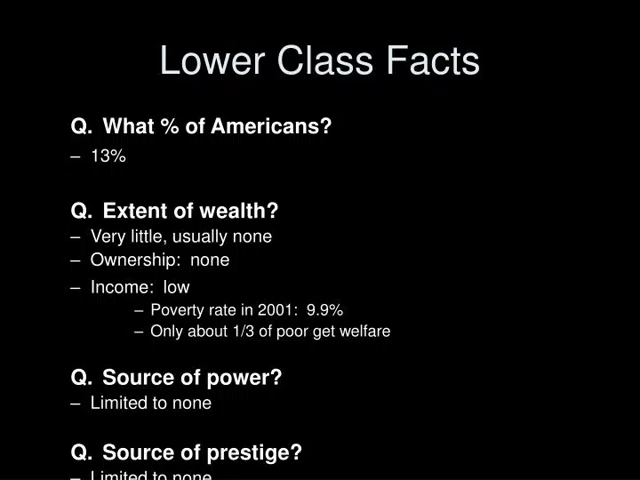 Lower Class Facts
Q. What % of Americans?
– 13%
Q. Extent of wealth?
– Very little, usually none
– Ownership: none
– Income: low
– Poverty rate in 2001: 9.9%
– Only about 1/3 of poor get welfare
Q. Source of power?
– Limited to none
Q. Source of prestige?
– Limited to none